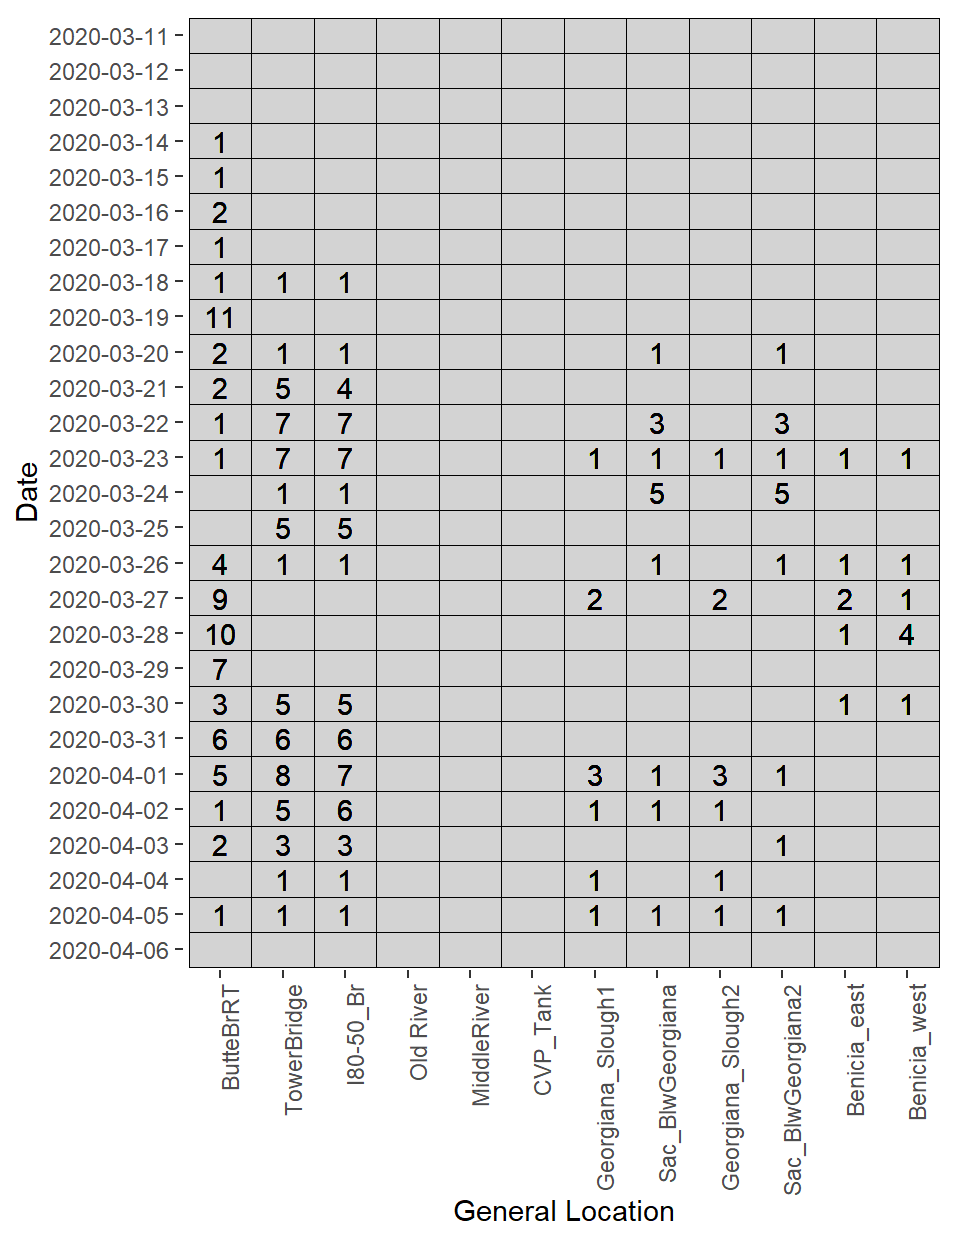 2020-03-11
2020-03-12
2020-03-13
2020-03-14 1
2020-03-15 1
2020-03-16 2
2020-03-17 1
2020-03-18 1 1 1
2020-03-19 11
2020-03-20 2 1 1 1 1
2020-03-21 2 5 4
2020-03-22 1 7 7 3 3
2020-03-23 1 7 7 1 1 1 1 1 1
2020-03-24 1 1 5 5
2020-03-25 5 5
2020-03-26 4 1 1 1 1 1 1
2020-03-27 9 2 2 2 1
2020-03-28 10 1 4
2020-03-29 7
2020-03-30 3 5 5 1 1
2020-03-31 6 6 6
2020-04-01 5 8 7 3 1 3 1
2020-04-02 1 5 6 1 1 1
2020-04-03 2 3 3 1
2020-04-04 1 1 1 1
2020-04-05 1 1 1 1 1 1 1
2020-04-06
Date
ButteBrRT
TowerBridge
I80-50_Br
Old River
MiddleRiver
CVP_Tank
Georgiana_Slough1
Sac_BlwGeorgiana
Georgiana_Slough2
Sac_BlwGeorgiana2
Benicia_east
Benicia_west
General Location